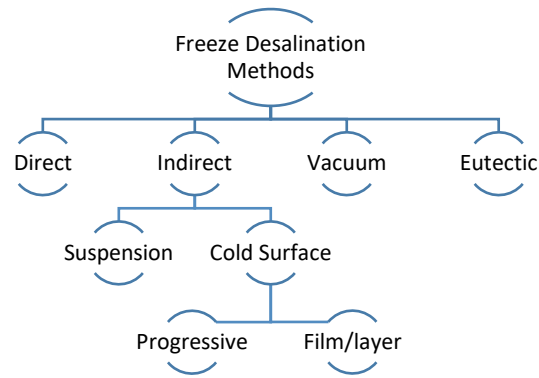 Freeze Desalination
Methods
Direct
Indirect
Vacuum
Eutectic
Suspension
Cold Surface
Progressive
Film/layer